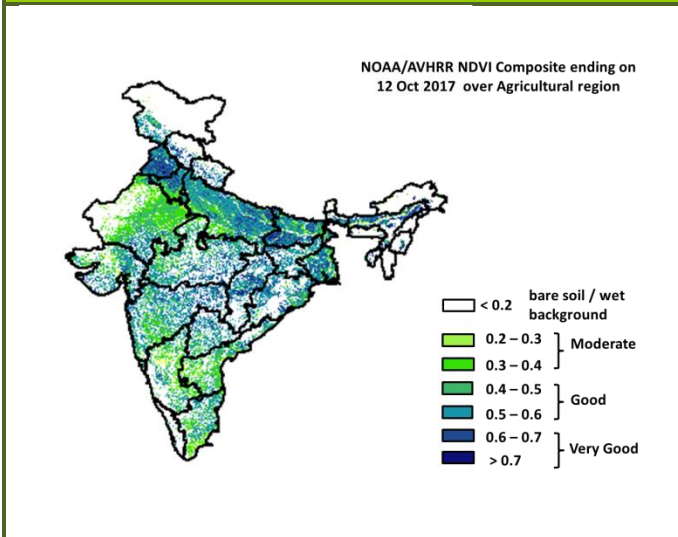 NOAA/AVHRR NDVI Composite ending on
12 Oct 2017 over Agricultural region
< 0.2 bare soil / wet
background
0.2 – 0.3
Moderate
0.3 – 0.4
0.4 – 0.5
Good
0.5 – 0.6
0.6 – 0.7
Very Good
> 0.7